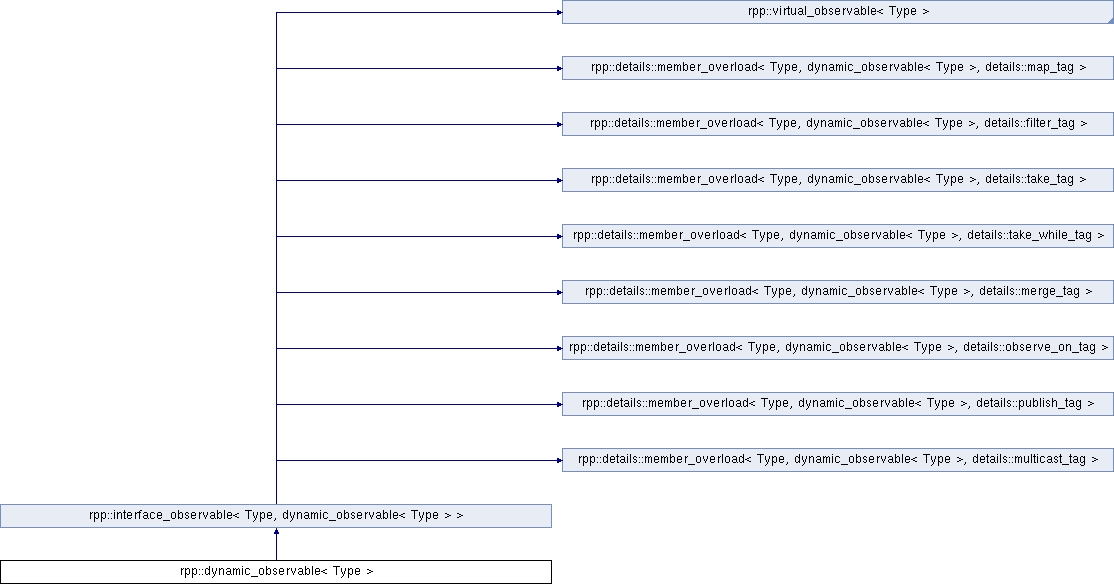 rpp::virtual_observable< Type >
rpp::details::member_overload< Type, dynamic_observable< Type >, details::map_tag >
rpp::details::member_overload< Type, dynamic_observable< Type >, details::filter_tag >
rpp::details::member_overload< Type, dynamic_observable< Type >, details::take_tag >
rpp::details::member_overload< Type, dynamic_observable< Type >, details::take_while_tag >
rpp::details::member_overload< Type, dynamic_observable< Type >, details::merge_tag >
rpp::details::member_overload< Type, dynamic_observable< Type >, details::observe_on_tag >
rpp::details::member_overload< Type, dynamic_observable< Type >, details::publish_tag >
rpp::details::member_overload< Type, dynamic_observable< Type >, details::multicast_tag >
rpp::interface_observable< Type, dynamic_observable< Type > >
rpp::dynamic_observable< Type >